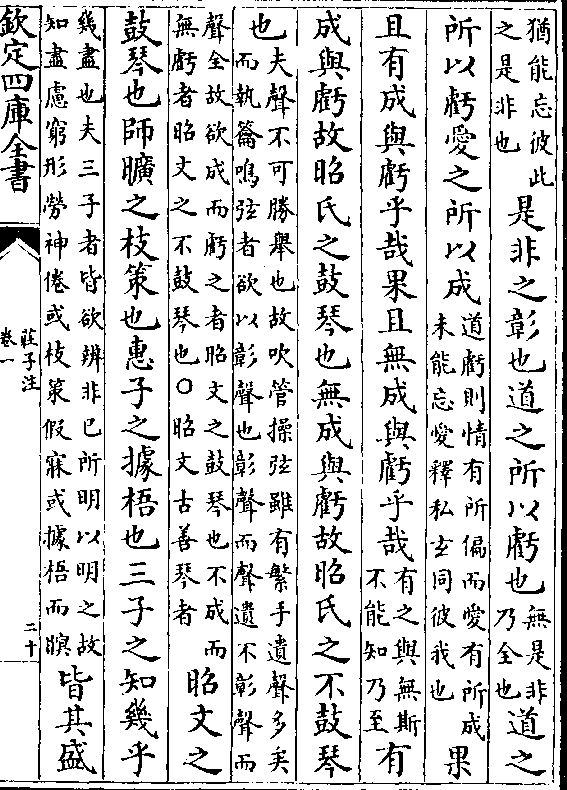 猶能忘彼此
之是非也
是非之彰也道之所以虧也
無是非
乃全也
道之
所以虧愛之所以成
道虧則情有所偏而愛有所成
未能忘愛釋私玄同彼我也
果
且有成與虧乎哉果且無成與虧乎哉
有之與無斯
不能知乃至
有
成與虧故昭氏之鼓琴也無成與虧故昭氏之不鼓琴
也
夫聲不可勝舉也故吹管操弦雖有繁手遺聲多矣
而執籥鳴弦者欲以彰聲也彰聲而聲遺不彰聲而
聲全故欲成而虧之者昭文之鼓琴也不成而
無虧者昭文之不鼓琴也○昭文古善琴者
昭文之
鼓琴也師曠之枝策也惠子之據梧也三子之知幾乎
幾盡也夫三子者皆欲辨非己所明以明之故
知盡慮窮形勞神倦或枝策假寐或據梧而瞑
皆其盛
欽定四庫全書
莊子注
卷一
二十